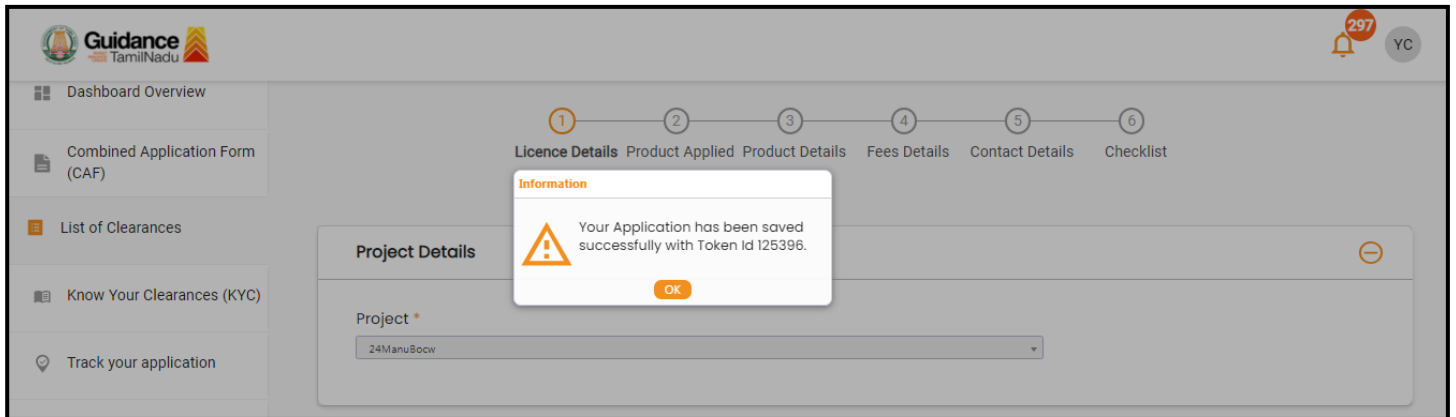 Guidance
TamilNadu
297
YC
Dashboard Overview
Combined Application Form
(CAF)
List of Clearances
Know Your Clearances (KYC)
Track your application
1 2 3 4 5 6
Licence Details Product Applied Product Details Fees Details Contact Details Checklist
Information
Your Application has been saved
successfully with Token Id 125396.
OK
Project Details
Project *
24ManuBocw